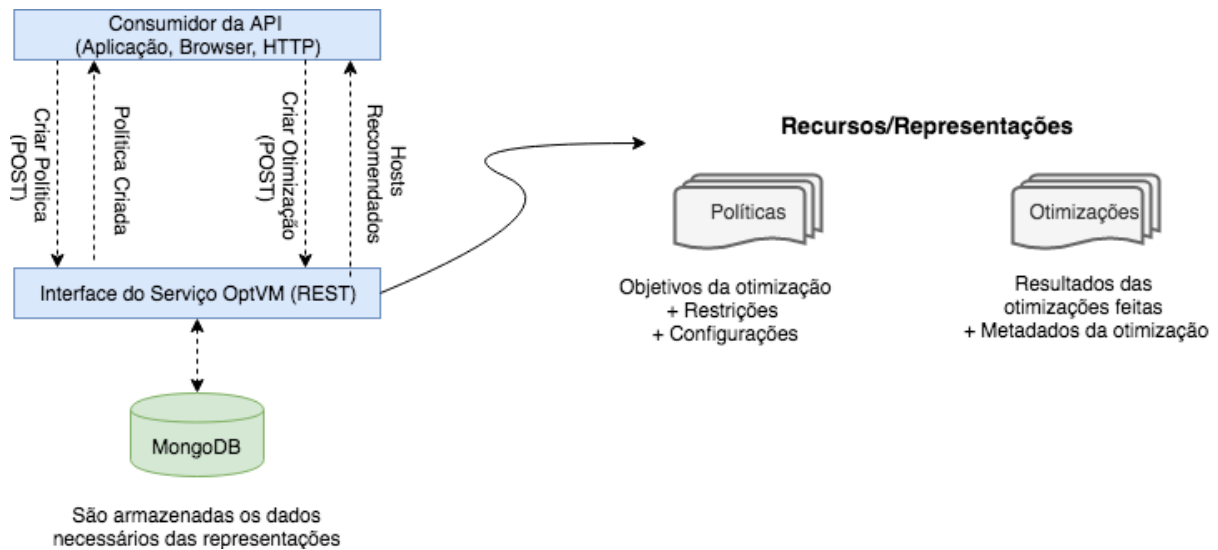 Consumidor da API
(Aplicação, Browser, HTTP)
Criar Política
(POST)
Política Criada
Criar Otimização
(POST)
Hosts
Recomendados
Interface do Serviço OptVM (REST)
MongoDB
São armazenadas os dados
necessários das representações
Recursos/Representações
Políticas
Objetivos da otimização
+ Restrições
+ Configurações
Otimizações
Resultados das
otimizações feitas
+ Metadados da otimização